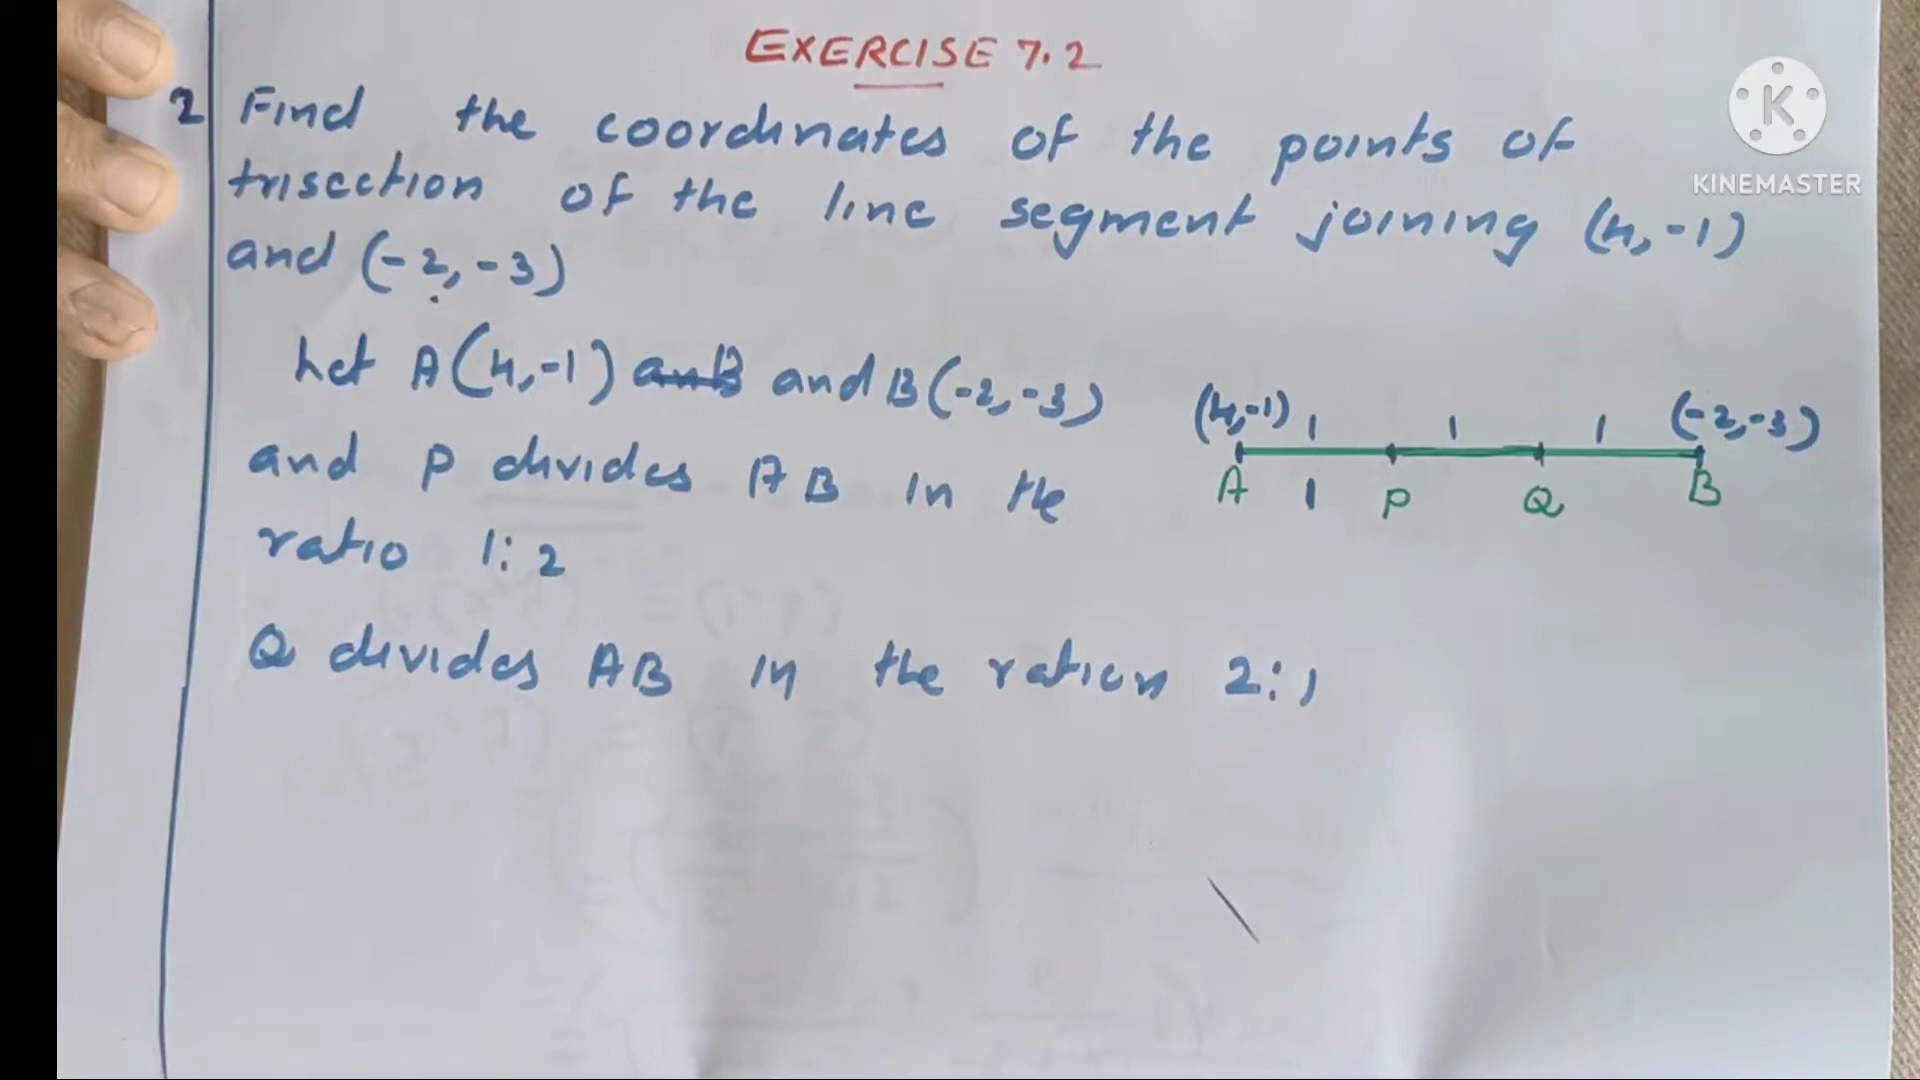 EXERCISE 7.2
2 Find the coordinates of the points of
trisection of the line segment joining (4,-1)
and (-2,-3)
Let A(4,-1) and B(-2,-3)
(4,-1) 1 1 1 (-2,-3)
A 1 P Q B
and P divides AB in the
ratio 1:2
Q divides AB in the ration 2:1
K
KINEMASTER